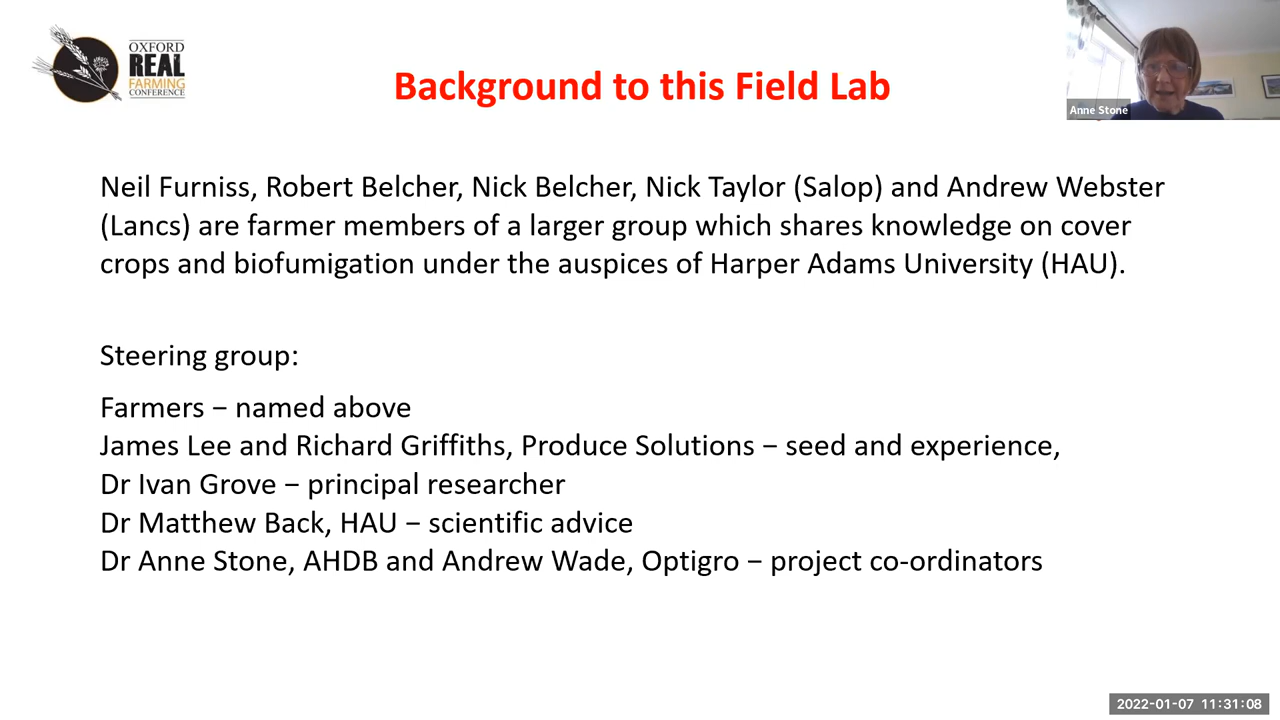 OXFORD
REAL
FARMING
CONFERENCE
Background to this Field Lab
Anne Stone
Neil Furniss, Robert Belcher, Nick Belcher, Nick Taylor (Salop) and Andrew Webster
(Lancs) are farmer members of a larger group which shares knowledge on cover
crops and biofumigation under the auspices of Harper Adams University (HAU).
Steering group:
Farmers – named above
James Lee and Richard Griffiths, Produce Solutions – seed and experience,
Dr Ivan Grove – principal researcher
Dr Matthew Back, HAU – scientific advice
Dr Anne Stone, AHDB and Andrew Wade, Optigro – project co-ordinators
2022-01-07 11:31:08